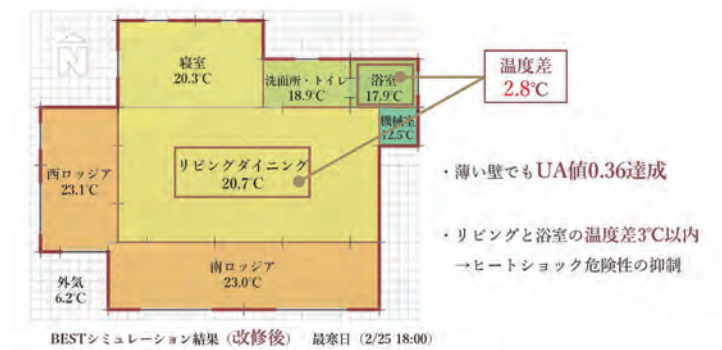 寝室
20.3℃
洗面所・トイレ
18.9℃
浴室
17.9℃
温度差
2.8℃
機械室
12.5℃
リビングダイニング
20.7℃
西ロッジア
23.1℃
南ロッジア
23.0℃
外気
6.2℃
・薄い壁でもUA値0.36達成
・リビングと浴室の温度差3℃以内
→ヒートショック危険性の抑制
BESTシミュレーション結果（改修後） 最寒日（2/25 18:00）
N